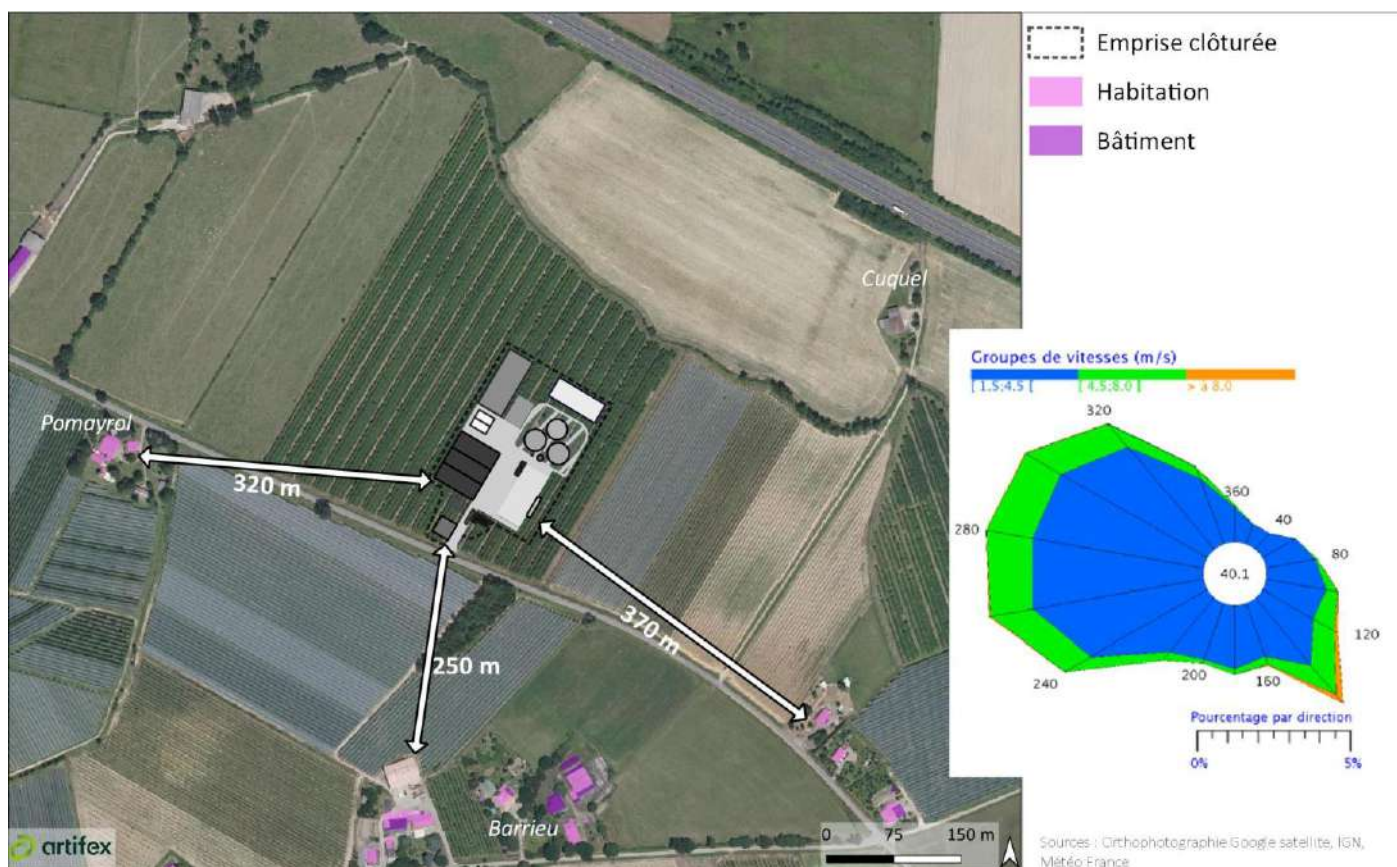 Emprise clôturée
Habitation
Bâtiment
Cuquel
Pomayrol
320 m
250 m
370 m
Barrieu
0 75 150 m
artifex
Groupes de vitesses (m/s)
[ 1.5;4.5 [ [ 4.5;8.0 [ > à 8.0
320
360
40
280
80
40.1
120
240
200
160
Pourcentage par direction
0% 5%
Sources : Orthophotographie Google satellite, IGN,
Météo France